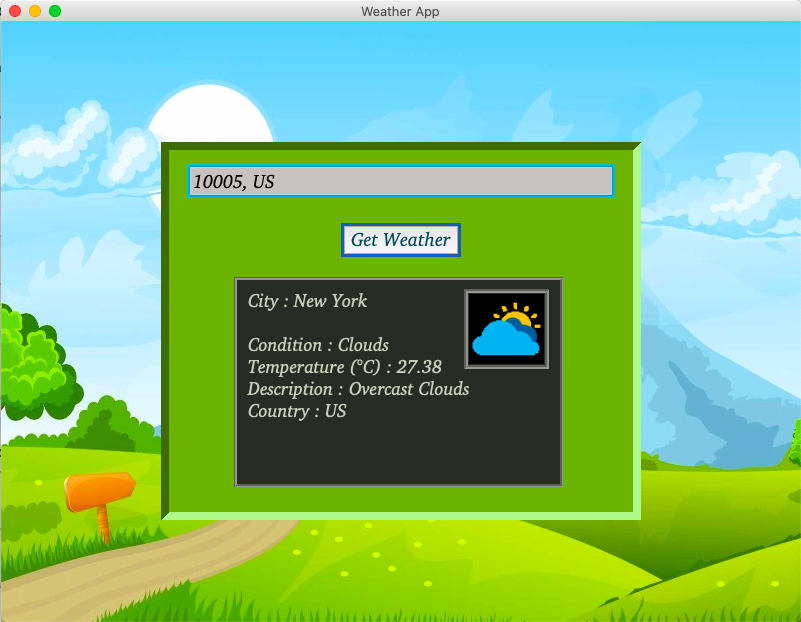 Weather App
10005, US
Get Weather
City : New York
Condition : Clouds
Temperature (°C) : 27.38
Description : Overcast Clouds
Country : US